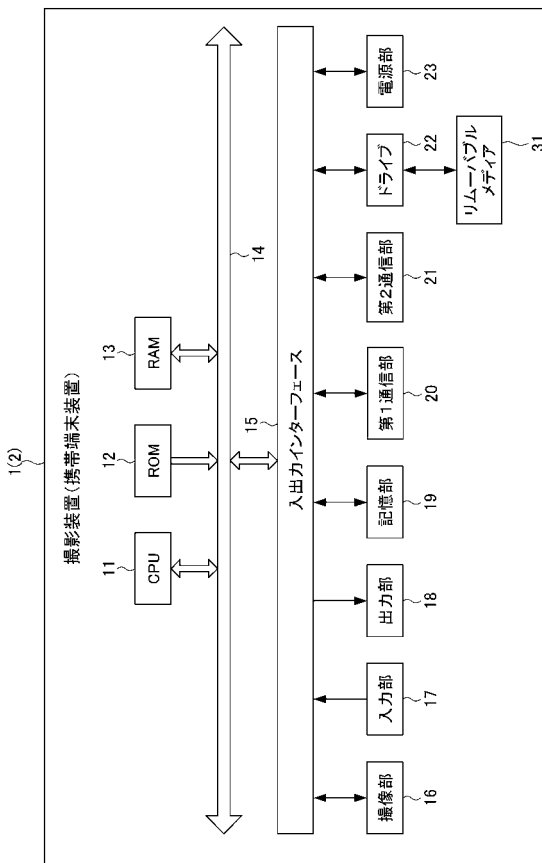 1(2)
撮影装置(携帯端末装置)
11
CPU
12
ROM
13
RAM
14
15
入出力インターフェース
撮像部
16
入力部
17
出力部
18
記憶部
19
第1通信部
20
第2通信部
21
ドライブ
22
電源部
23
リムーバブル
メディア
31